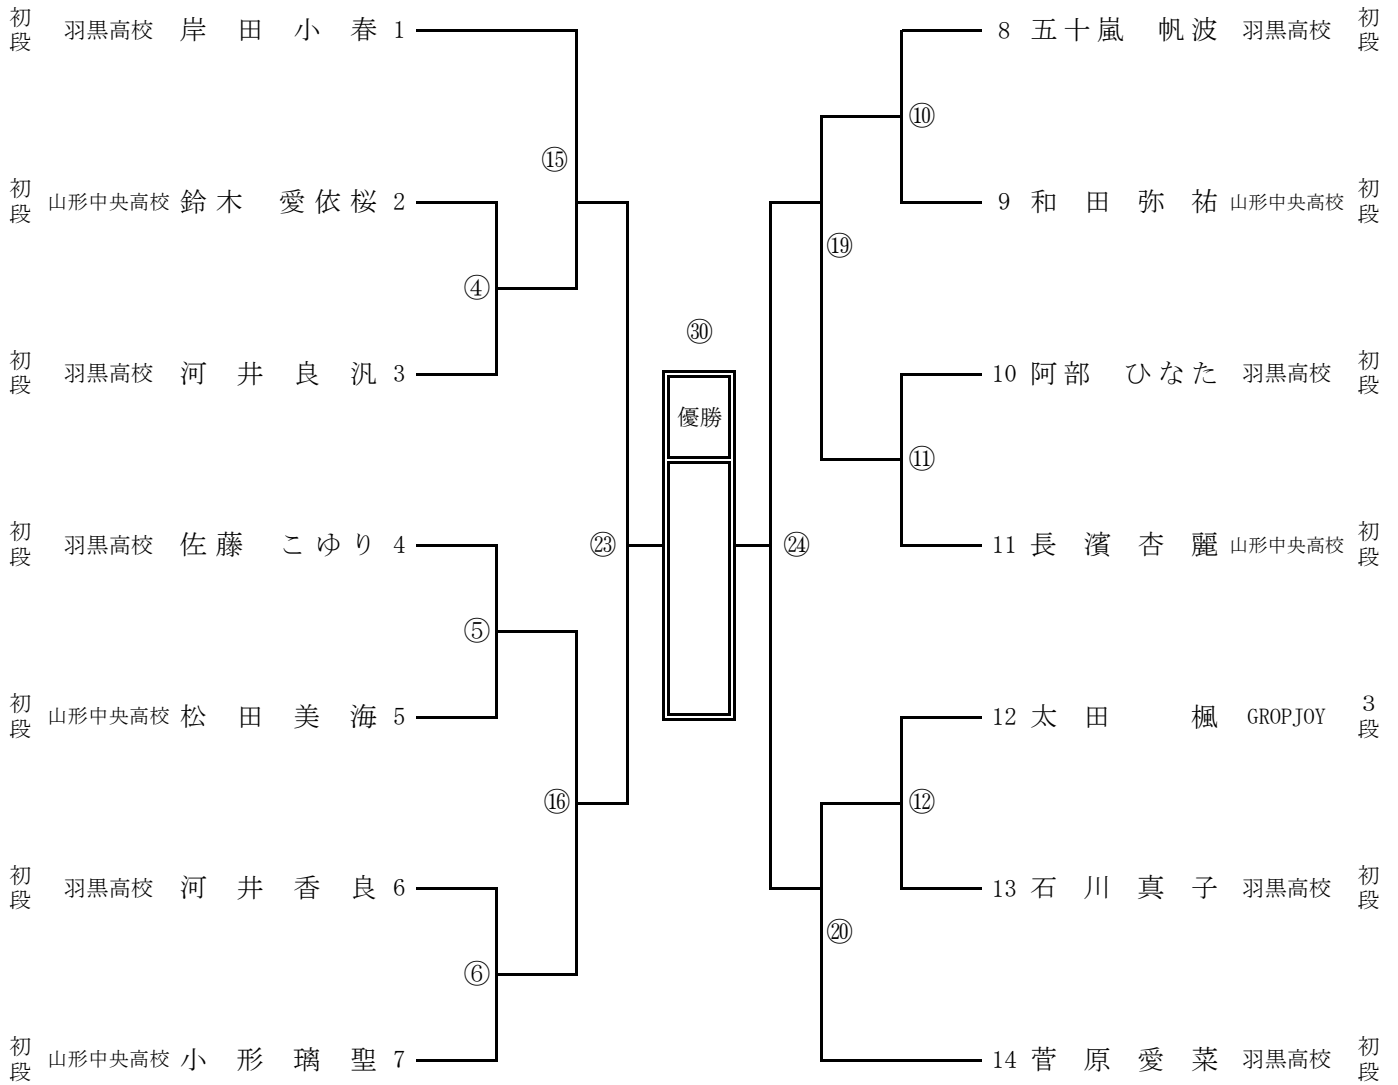 初段 羽黒高校 岸田小春 1
⑮
初段 山形中央高校 鈴木 愛依桜 2
④
初段 羽黒高校 河井良汎 3
初段 羽黒高校 佐藤 こゆり 4
㉓
⑤
初段 山形中央高校 松田美海 5
⑯
初段 羽黒高校 河井香良 6
⑥
初段 山形中央高校 小形璃聖 7
㉚
優勝
8 五十嵐 帆波 羽黒高校 初段
⑩
9 和田弥祐 山形中央高校 初段
⑲
10 阿部 ひなた 羽黒高校 初段
⑪
11 長濱杏麗 山形中央高校 初段
㉔
12 太田 楓 GROPJOY 3段
⑫
13 石川真子 羽黒高校 初段
⑳
14 菅原愛菜 羽黒高校 初段